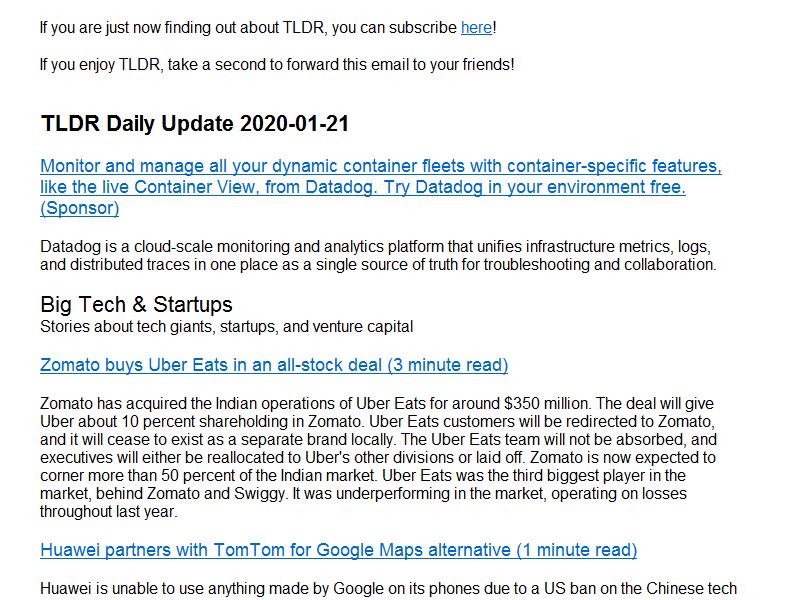 If you are just now finding out about TLDR, you can subscribe here!
If you enjoy TLDR, take a second to forward this email to your friends!
TLDR Daily Update 2020-01-21
Monitor and manage all your dynamic container fleets with container-specific features,
like the live Container View, from Datadog. Try Datadog in your environment free.
(Sponsor)
Datadog is a cloud-scale monitoring and analytics platform that unifies infrastructure metrics, logs,
and distributed traces in one place as a single source of truth for troubleshooting and collaboration.
Big Tech & Startups
Stories about tech giants, startups, and venture capital
Zomato buys Uber Eats in an all-stock deal (3 minute read)
Zomato has acquired the Indian operations of Uber Eats for around $350 million. The deal will give
Uber about 10 percent shareholding in Zomato. Uber Eats customers will be redirected to Zomato,
and it will cease to exist as a separate brand locally. The Uber Eats team will not be absorbed, and
executives will either be reallocated to Uber's other divisions or laid off. Zomato is now expected to
corner more than 50 percent of the Indian market. Uber Eats was the third biggest player in the
market, behind Zomato and Swiggy. It was underperforming in the market, operating on losses
throughout last year.
Huawei partners with TomTom for Google Maps alternative (1 minute read)
Huawei is unable to use anything made by Google on its phones due to a US ban on the Chinese tech